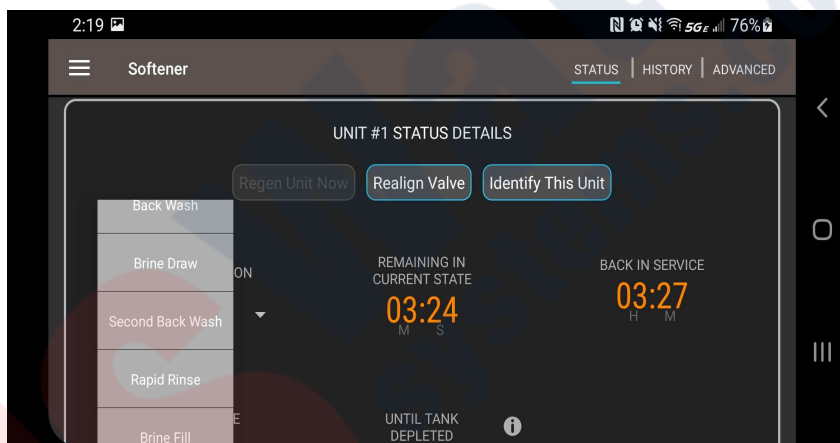 2:19
5GE 76%
Softener
STATUS | HISTORY | ADVANCED
UNIT #1 STATUS DETAILS
Regen Unit Now
Realign Valve
Identify This Unit
Back Wash
Brine Draw
Second Back Wash
Rapid Rinse
Brine Fill
ON
REMAINING IN
CURRENT STATE
03:24
M S
BACK IN SERVICE
03:27
H M
E
UNTIL TANK
DEPLETED